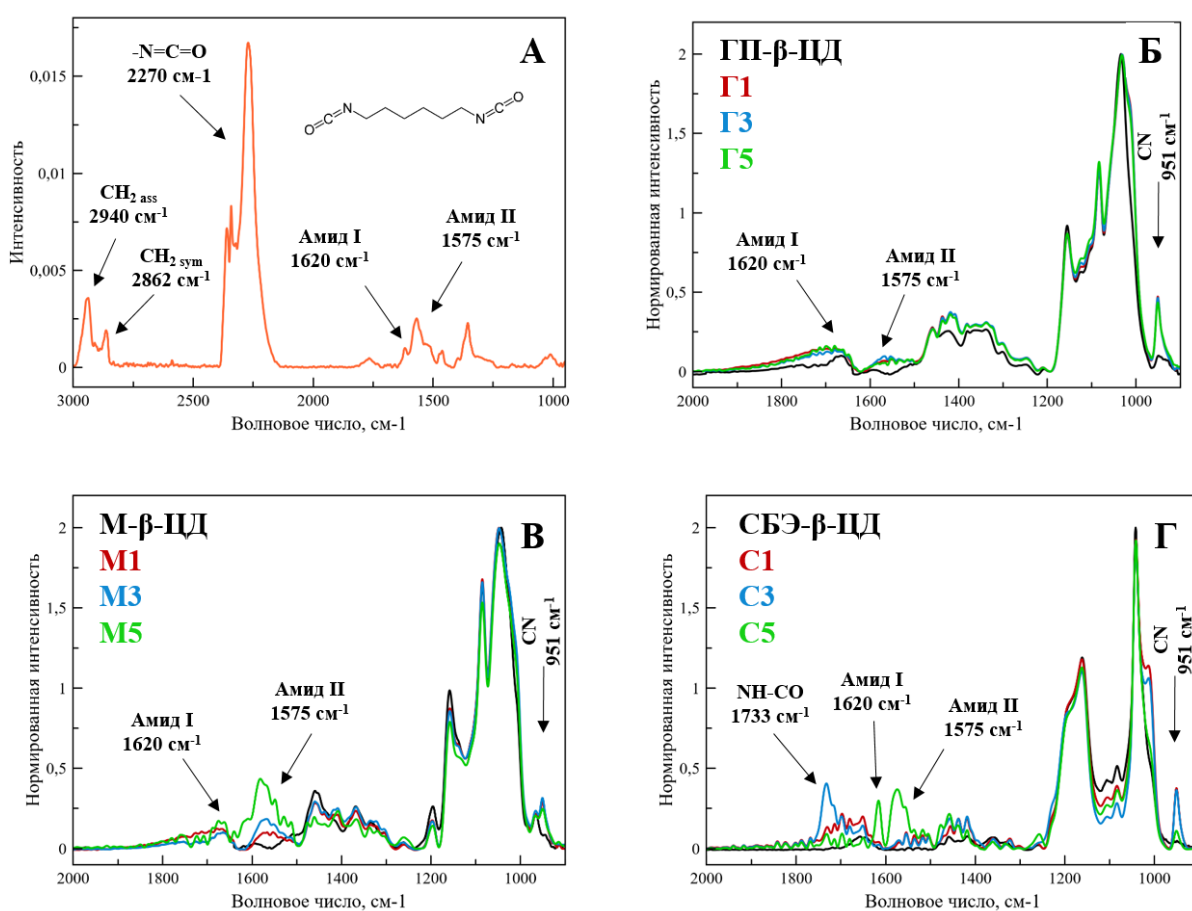 А
-N=C=O
2270 см-1
CH2 ass
2940 см-1
CH2 sym
2862 см-1
Амид I
1620 см-1
Амид II
1575 см-1
O
C
N
N
C
O
Интенсивность
0,015
0,01
0,005
0
3000
2500
2000
1500
1000
Волновое число, см-1
Б
ГП-β-ЦД
Г1
Г3
Г5
CN
951 см-1
Амид I
1620 см-1
Амид II
1575 см-1
Нормированная интенсивность
2
1,5
1
0,5
0
2000
1800
1600
1400
1200
1000
Волновое число, см-1
В
М-β-ЦД
М1
М3
М5
CN
951 см-1
Амид I
1620 см-1
Амид II
1575 см-1
Нормированная интенсивность
2
1,5
1
0,5
0
2000
1800
1600
1400
1200
1000
Волновое число, см-1
Г
СБЭ-β-ЦД
С1
С3
С5
CN
951 см-1
NH-CO
1733 см-1
Амид I
1620 см-1
Амид II
1575 см-1
Нормированная интенсивность
2
1,5
1
0,5
0
2000
1800
1600
1400
1200
1000
Волновое число, см-1